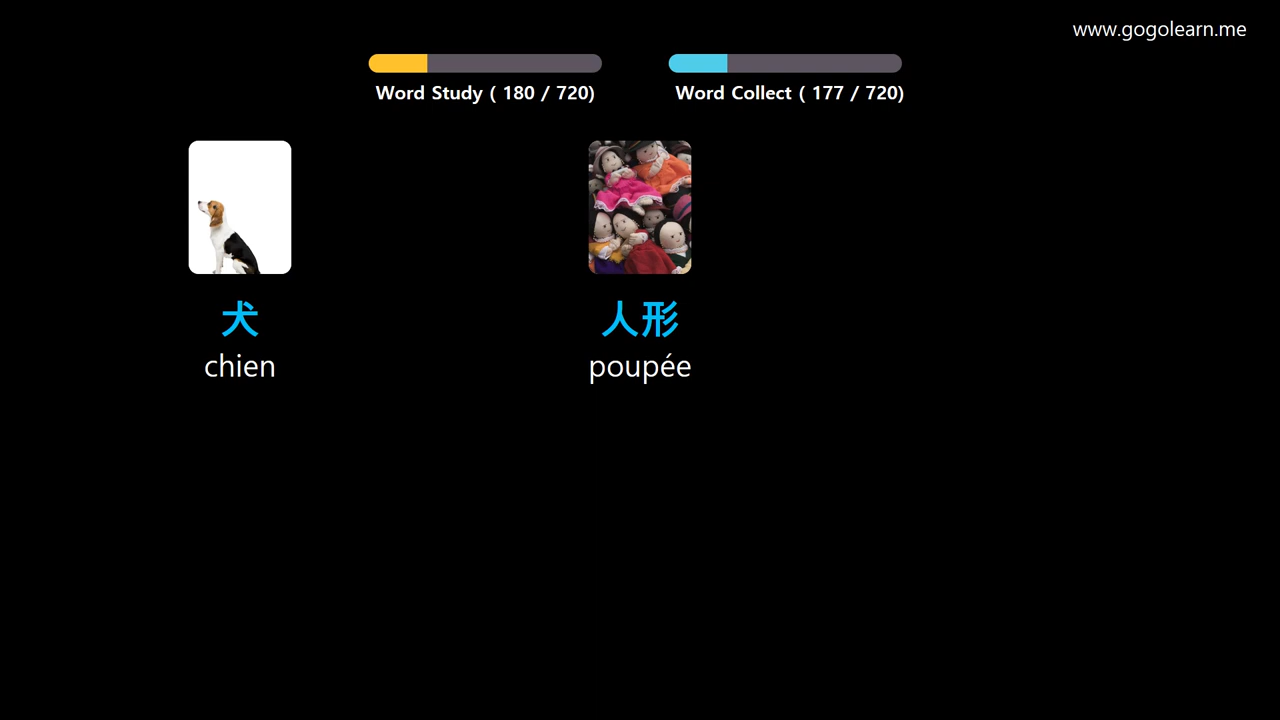 www.gogolearn.me
Word Study ( 180 / 720)
Word Collect ( 177 / 720)
犬
chien
人形
poupée